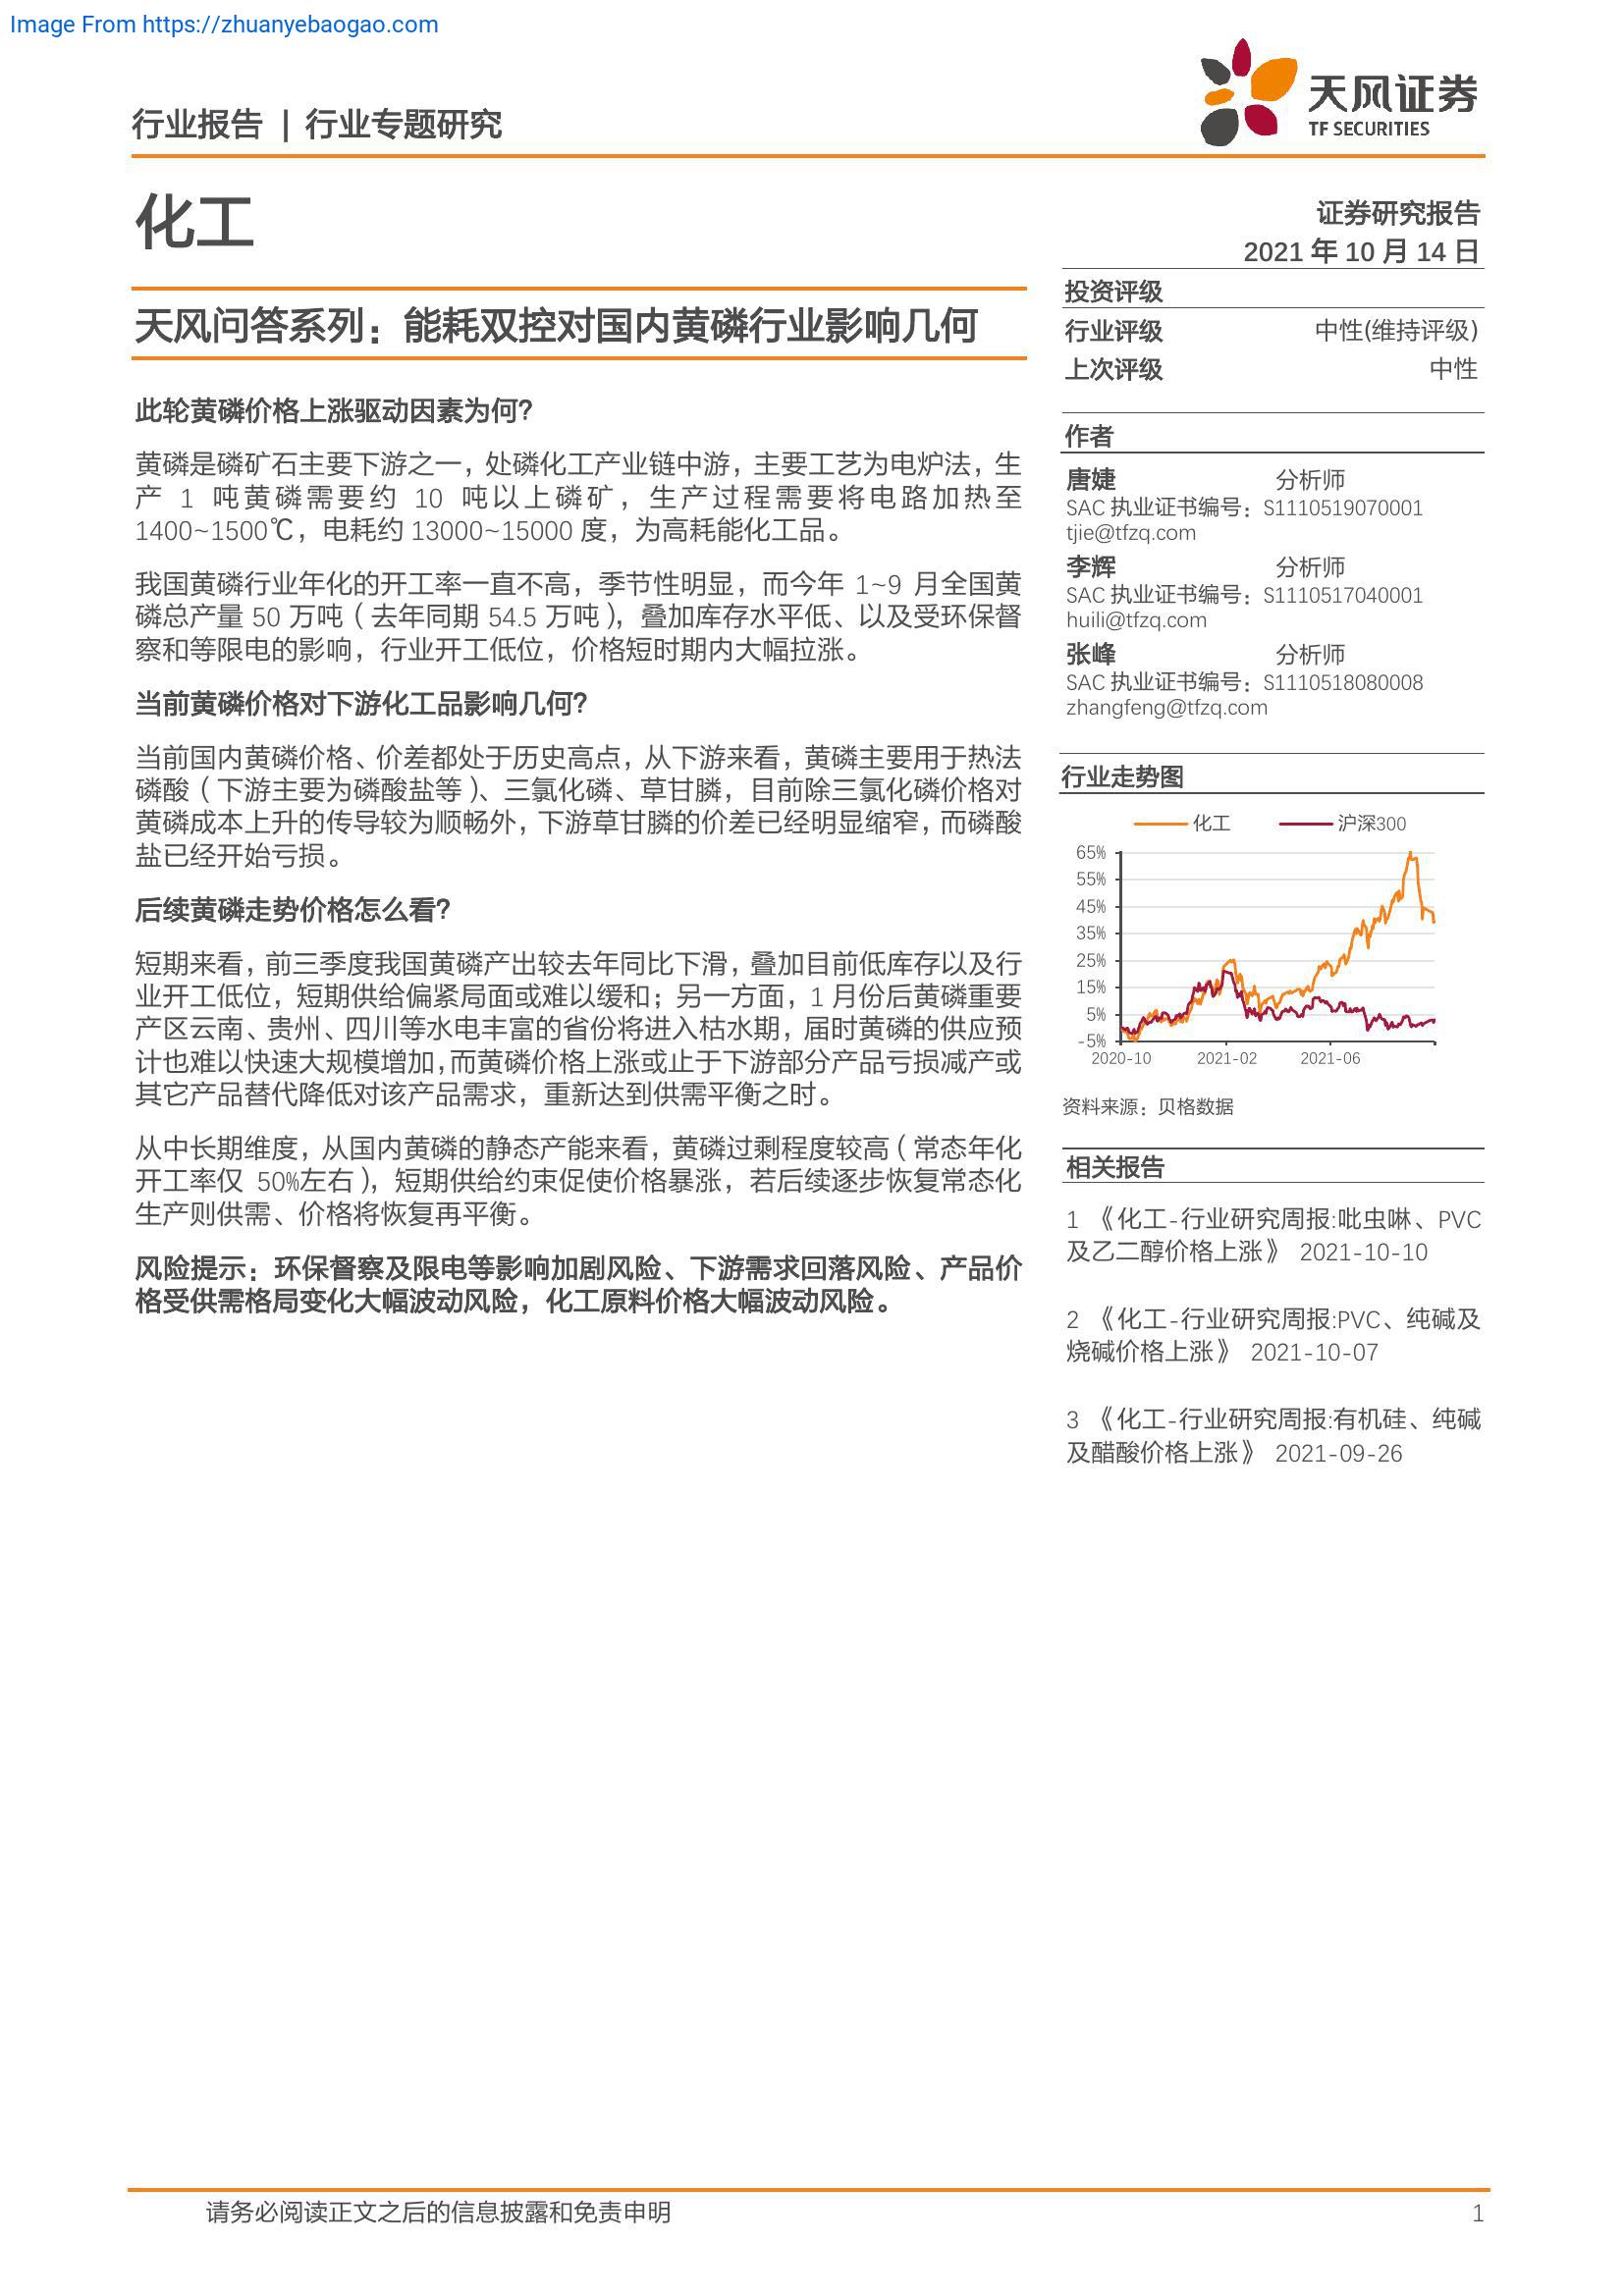 Image From https://zhuanyebaogao.com
天风证券
TF SECURITIES
行业报告 | 行业专题研究
化工
天风问答系列：能耗双控对国内黄磷行业影响几何
此轮黄磷价格上涨驱动因素为何？
黄磷是磷矿石主要下游之一，处磷化工产业链中游，主要工艺为电炉法，生
产 1 吨黄磷需要约 10 吨以上磷矿，生产过程需要将电路加热至
1400~1500℃，电耗约 13000~15000 度，为高耗能化工品。
我国黄磷行业年化的开工率一直不高，季节性明显，而今年 1~9 月全国黄
磷总产量 50 万吨（去年同期 54.5 万吨），叠加库存水平低、以及受环保督
察和等限电的影响，行业开工低位，价格短时期内大幅拉涨。
当前黄磷价格对下游化工品影响几何？
当前国内黄磷价格、价差都处于历史高点，从下游来看，黄磷主要用于热法
磷酸（下游主要为磷酸盐等）、三氯化磷、草甘膦，目前除三氯化磷价格对
黄磷成本上升的传导较为顺畅外，下游草甘膦的价差已经明显缩窄，而磷酸
盐已经开始亏损。
后续黄磷走势价格怎么看？
短期来看，前三季度我国黄磷产出较去年同比下滑，叠加目前低库存以及行
业开工低位，短期供给偏紧局面或难以缓和；另一方面，1 月份后黄磷重要
产区云南、贵州、四川等水电丰富的省份将进入枯水期，届时黄磷的供应预
计也难以快速大规模增加，而黄磷价格上涨或止于下游部分产品亏损减产或
其它产品替代降低对该产品需求，重新达到供需平衡之时。
从中长期维度，从国内黄磷的静态产能来看，黄磷过剩程度较高（常态年化
开工率仅 50%左右），短期供给约束促使价格暴涨，若后续逐步恢复常态化
生产则供需、价格将恢复再平衡。
风险提示：环保督察及限电等影响加剧风险、下游需求回落风险、产品价
格受供需格局变化大幅波动风险，化工原料价格大幅波动风险。
证券研究报告
2021 年 10 月 14 日
投资评级
行业评级 中性(维持评级)
上次评级 中性
作者
唐婕 分析师
SAC 执业证书编号：S1110519070001
tjie@tfzq.com
李辉 分析师
SAC 执业证书编号：S1110517040001
huili@tfzq.com
张峰 分析师
SAC 执业证书编号：S1110518080008
zhangfeng@tfzq.com
行业走势图
化工 沪深300
65%
55%
45%
35%
25%
15%
5%
-5%
2020-10 2021-02 2021-06
资料来源：贝格数据
相关报告
1 《化工-行业研究周报:吡虫啉、PVC
及乙二醇价格上涨》 2021-10-10
2 《化工-行业研究周报:PVC、纯碱及
烧碱价格上涨》 2021-10-07
3 《化工-行业研究周报:有机硅、纯碱
及醋酸价格上涨》 2021-09-26
请务必阅读正文之后的信息披露和免责申明 1